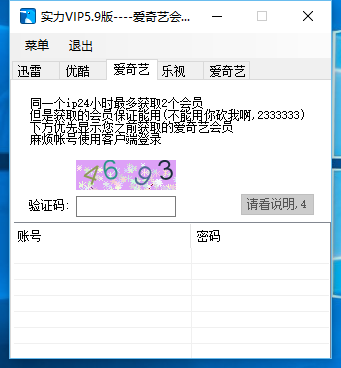 实力VIP5.9版----爱奇艺会...
菜单 退出
迅雷 优酷 爱奇艺 乐视 爱奇艺
同一个ip24小时最多获取2个会员
但是获取的会员保证能用(不能用你砍我啊,2333333)
下方优先显示您之前获取的爱奇艺会员
麻烦帐号使用客户端登录
4693
验证码:
请看说明,4
账号 密码